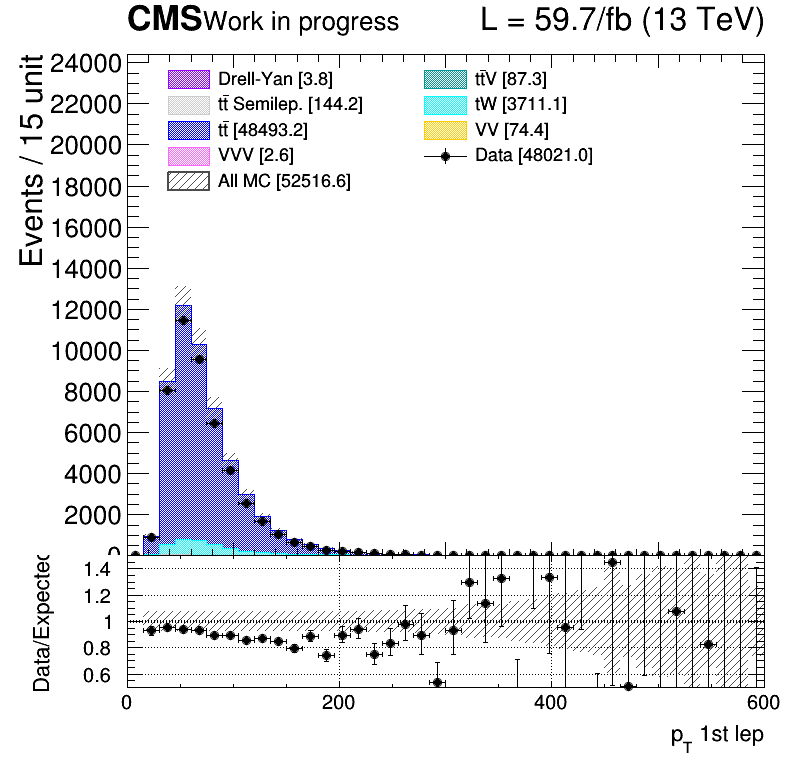 CMS Work in progress L = 59.7/fb (13 TeV)
Events / 15 unit
24000
22000
20000
18000
16000
14000
12000
10000
8000
6000
4000
2000
0
Drell-Yan [3.8]
tt̄ Semilep. [144.2]
tt̄ [48493.2]
VVV [2.6]
All MC [52516.6]
tt̄V [87.3]
tW [3711.1]
VV [74.4]
Data [48021.0]
Data/Expected
1.4
1.2
1
0.8
0.6
0 200 400 600
p_T 1st lep